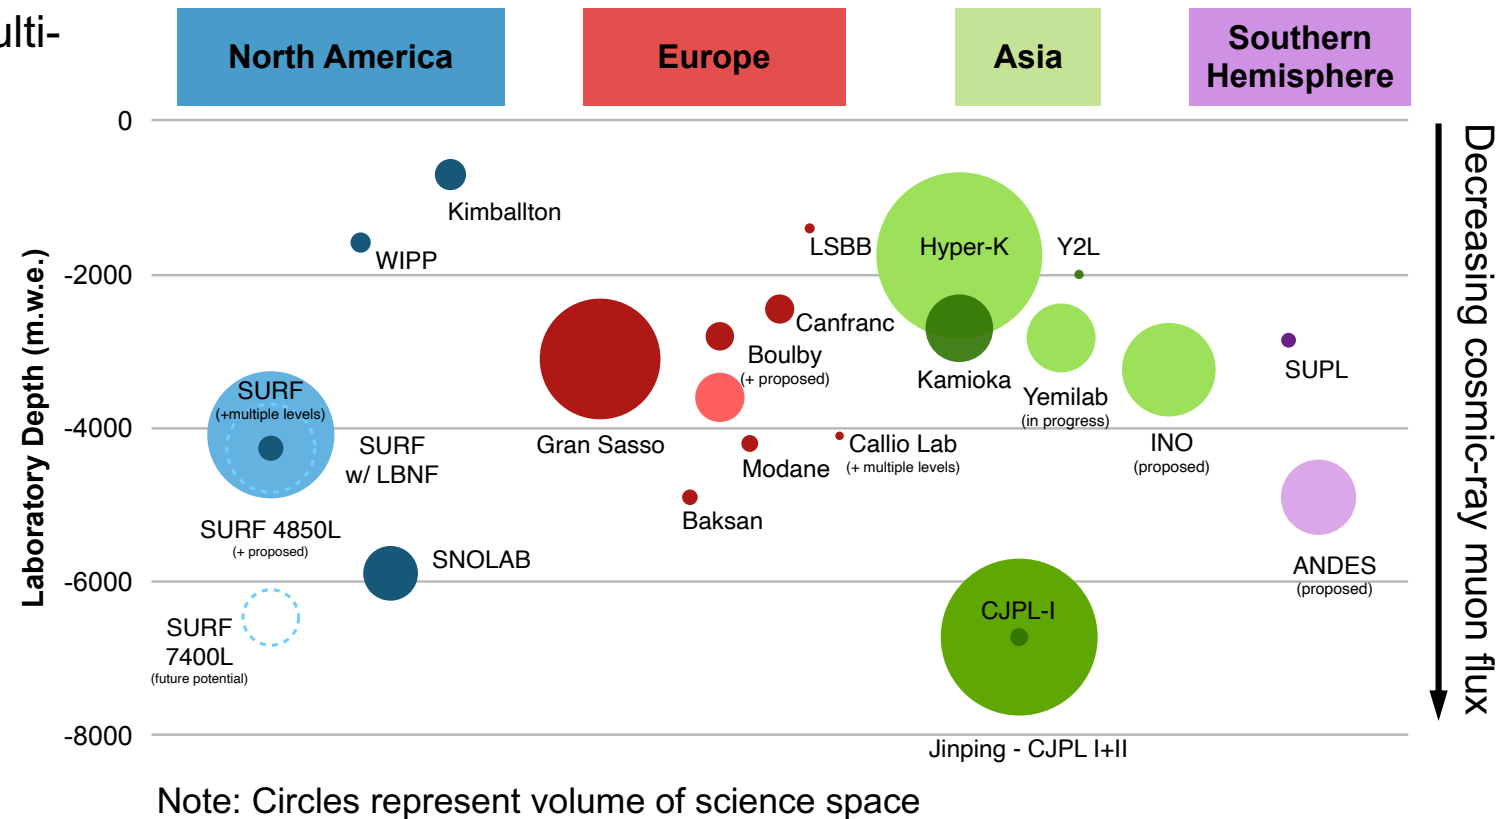 ulti-
North America
Europe
Asia
Southern
Hemisphere
0
-2000
-4000
-6000
-8000
Laboratory Depth (m.w.e.)
Decreasing cosmic-ray muon flux
Kimballton
WIPP
SURF
(+multiple levels)
SURF
w/ LBNF
SURF 4850L
(+ proposed)
SNOLAB
SURF
7400L
(future potential)
LSBB
Canfranc
Boulby
(+ proposed)
Gran Sasso
Modane
Callio Lab
(+ multiple levels)
Baksan
Hyper-K
Y2L
Kamioka
Yemilab
(in progress)
INO
(proposed)
CJPL-I
Jinping - CJPL I+II
SUPL
ANDES
(proposed)
Note: Circles represent volume of science space